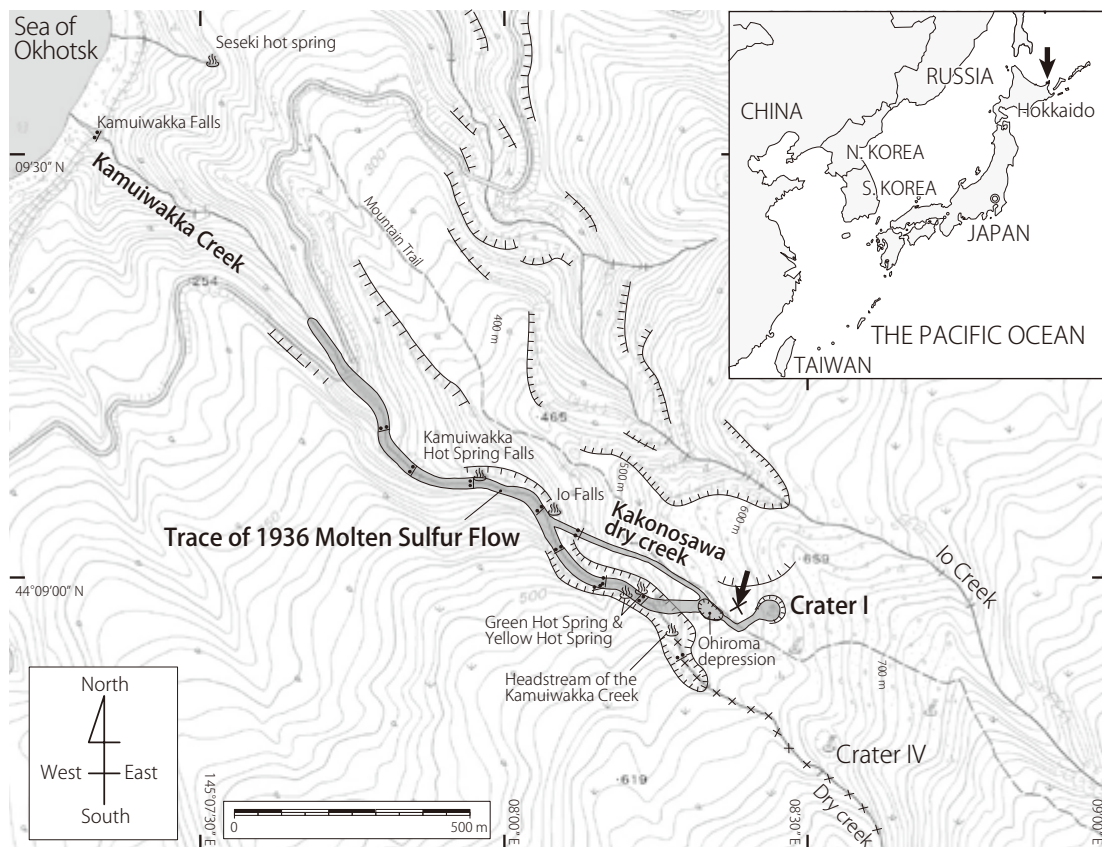 Sea of
Okhotsk
Seseki hot spring
Kamuiwakka Falls
09'30" N
Kamuiwakka Creek
254
300
Mountain Trail
400 m
RUSSIA
CHINA
Hokkaido
N. KOREA
S. KOREA
JAPAN
THE PACIFIC OCEAN
TAIWAN
465
Kamuiwakka
Hot Spring Falls
500 m
Io Falls
600 m
Kakonosawa
dry creek
Trace of 1936 Molten Sulfur Flow
659
Io Creek
44°09'00" N
500
Crater I
Green Hot Spring &
Yellow Hot Spring
Ohiroma
depression
700 m
Headstream of the
Kamuiwakka Creek
North
West
East
South
Crater IV
619
Dry creek
0
500 m
145°07'30" E
08'00" E
08'30" E
09'00" E